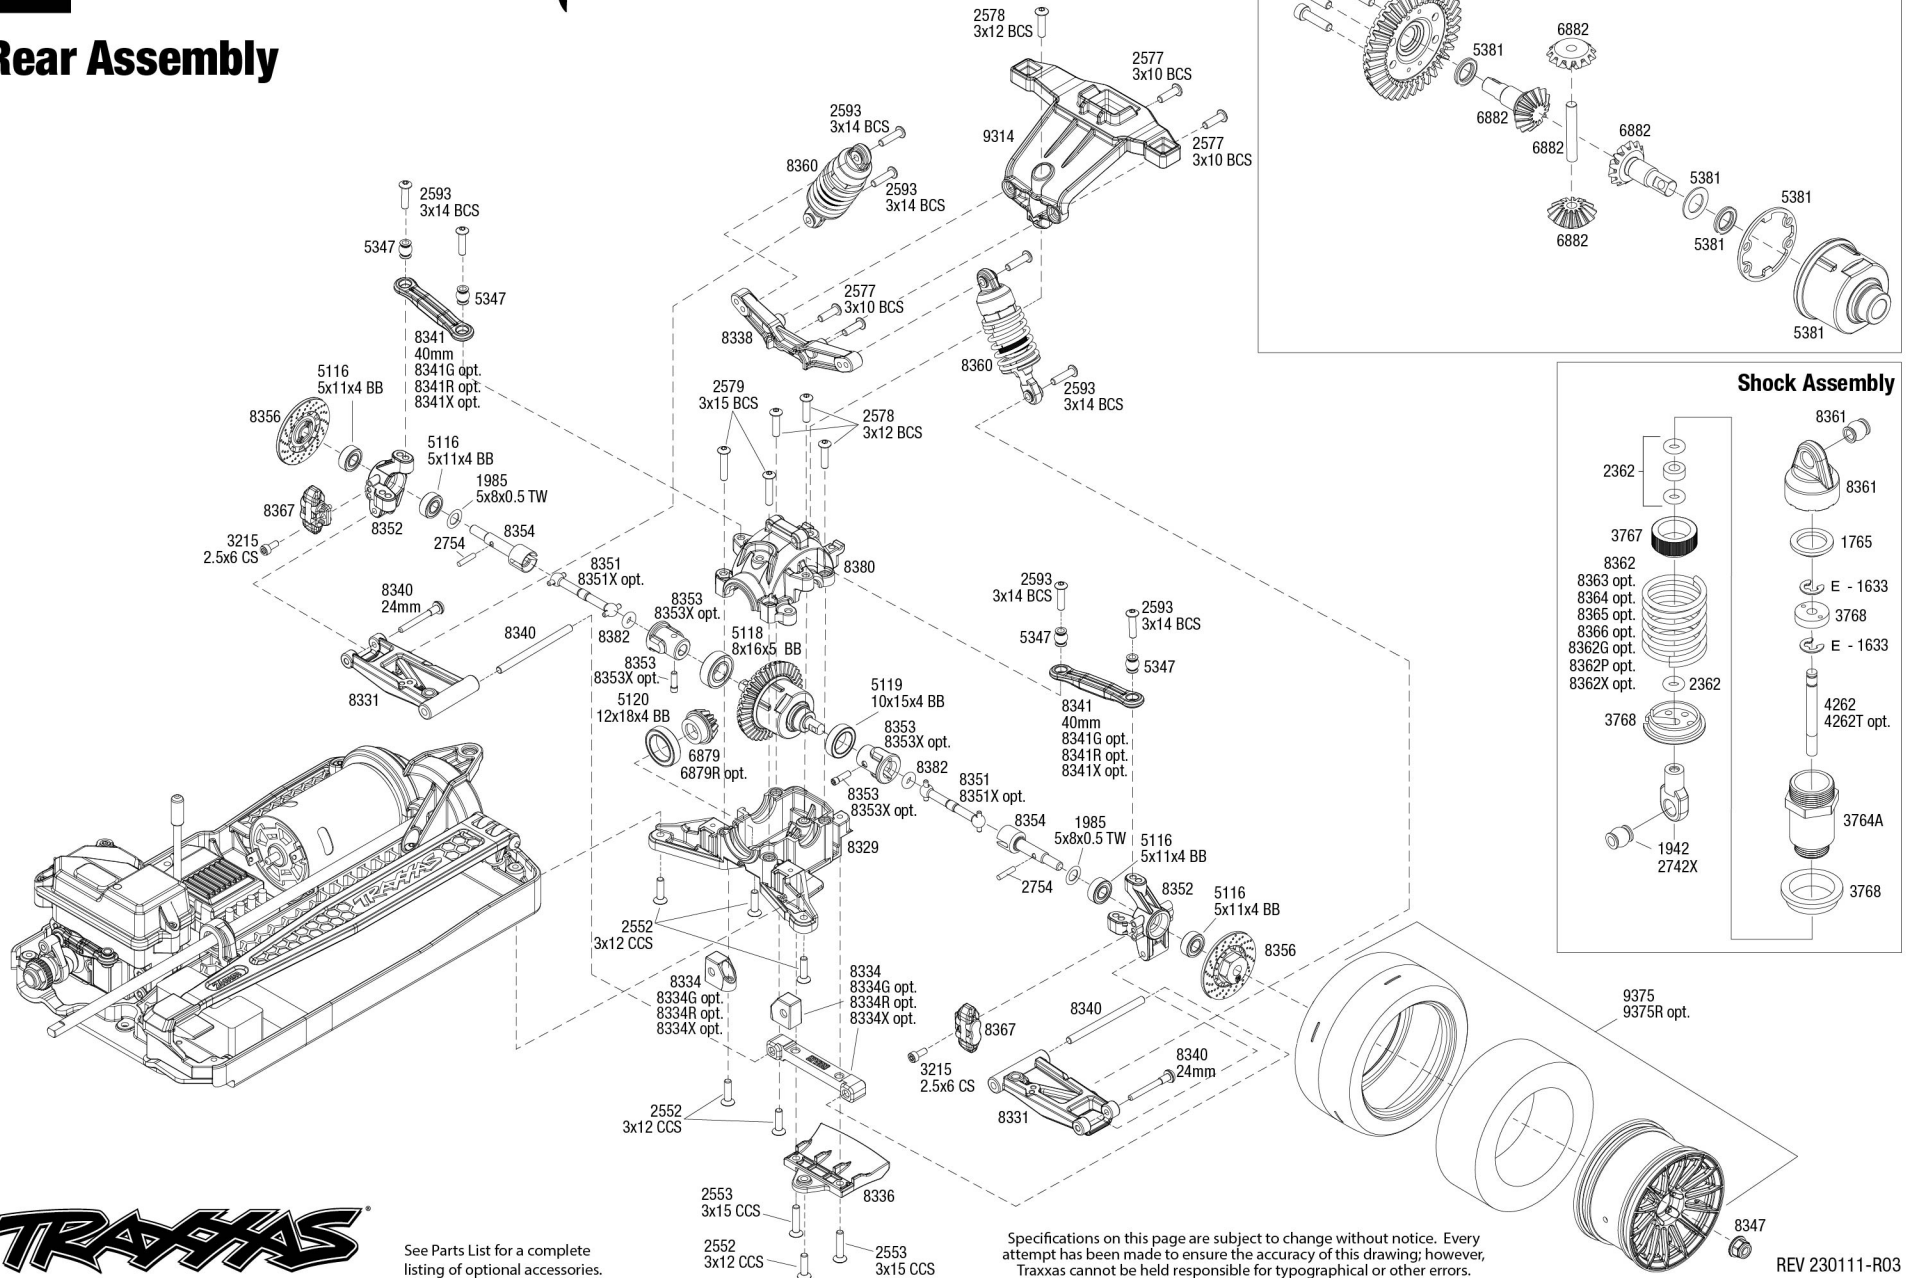 Rear Assembly
2578
3x12 BCS
2577
3x10 BCS
9314
2577
3x10 BCS
2593
3x14 BCS
8360
2593
3x14 BCS
2593
3x14 BCS
5347
5347
8341
40mm
8341G opt.
8341R opt.
8341X opt.
2577
3x10 BCS
8338
8360
2593
3x14 BCS
5116
5x11x4 BB
8356
5116
5x11x4 BB
1985
5x8x0.5 TW
8367
8352
3215
2.5x6 CS
2754
8354
2579
3x15 BCS
2578
3x12 BCS
8380
8351
8351X opt.
8340
24mm
8353
8353X opt.
8382
8340
8331
5118
8x16x5 BB
8353
8353X opt.
5120
12x18x4 BB
6879
6879R opt.
5119
10x15x4 BB
8353
8353X opt.
8382
8353
8353X opt.
8351
8351X opt.
2593
3x14 BCS
2593
3x14 BCS
5347
5347
8341
40mm
8341G opt.
8341R opt.
8341X opt.
8354
1985
5x8x0.5 TW
2754
5116
5x11x4 BB
8352
5116
5x11x4 BB
8356
8329
TRAXXAS
2552
3x12 CCS
8334
8334G opt.
8334R opt.
8334X opt.
8334
8334G opt.
8334R opt.
8334X opt.
8367
3215
2.5x6 CS
8340
8340
24mm
8331
2552
3x12 CCS
8336
2553
3x15 CCS
2552
3x12 CCS
2553
3x15 CCS
9375
9375R opt.
8347
6882
5381
6882
6882
6882
6882
5381
5381
5381
5381
Shock Assembly
8361
2362
8361
3767
1765
8362
8363 opt.
8364 opt.
8365 opt.
8366 opt.
8362G opt.
8362P opt.
8362X opt.
E - 1633
3768
E - 1633
2362
3768
4262
4262T opt.
3764A
1942
2742X
3768
TRAXXAS
See Parts List for a complete
listing of optional accessories.
Specifications on this page are subject to change without notice. Every
attempt has been made to ensure the accuracy of this drawing; however,
Traxxas cannot be held responsible for typographical or other errors.
REV 230111-R03